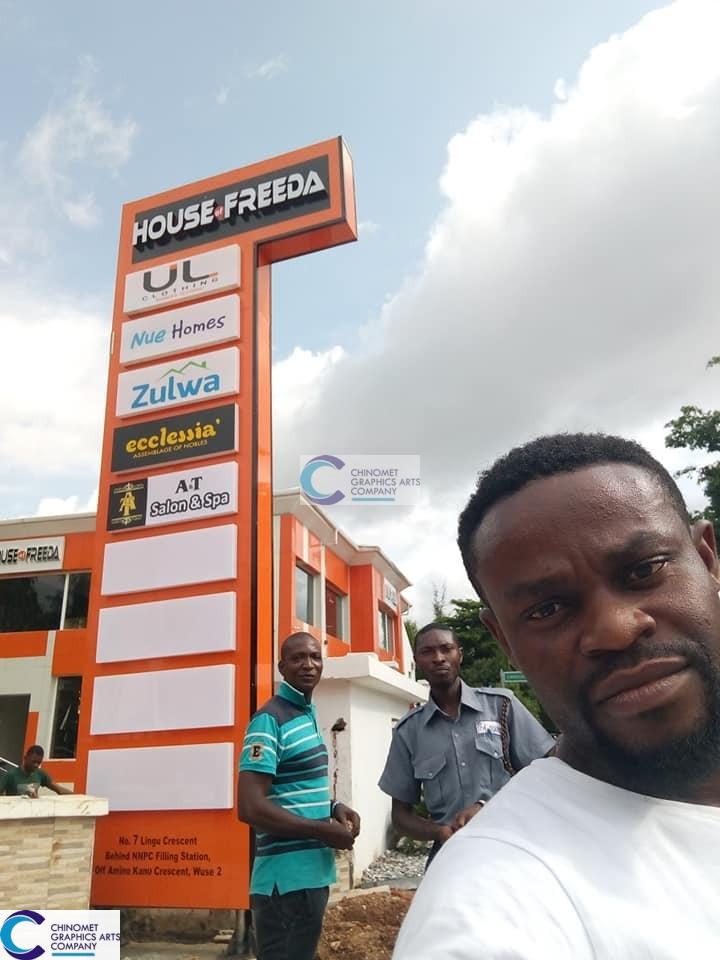 HOUSE of FREEDA
UL
CLOTHING
Nue Homes
Zulwa
ecclessia'
ASSEMBLAGE OF NOBLES
A&T
Salon & Spa
CHINOMET
GRAPHICS ARTS
COMPANY
HOUSE of FREEDA
E
No. 7 Lingu Crescent
Behind NNPC Filling Station,
Off Amino Kanu Crescent, Wuse 2
CHINOMET
GRAPHICS ARTS
COMPANY